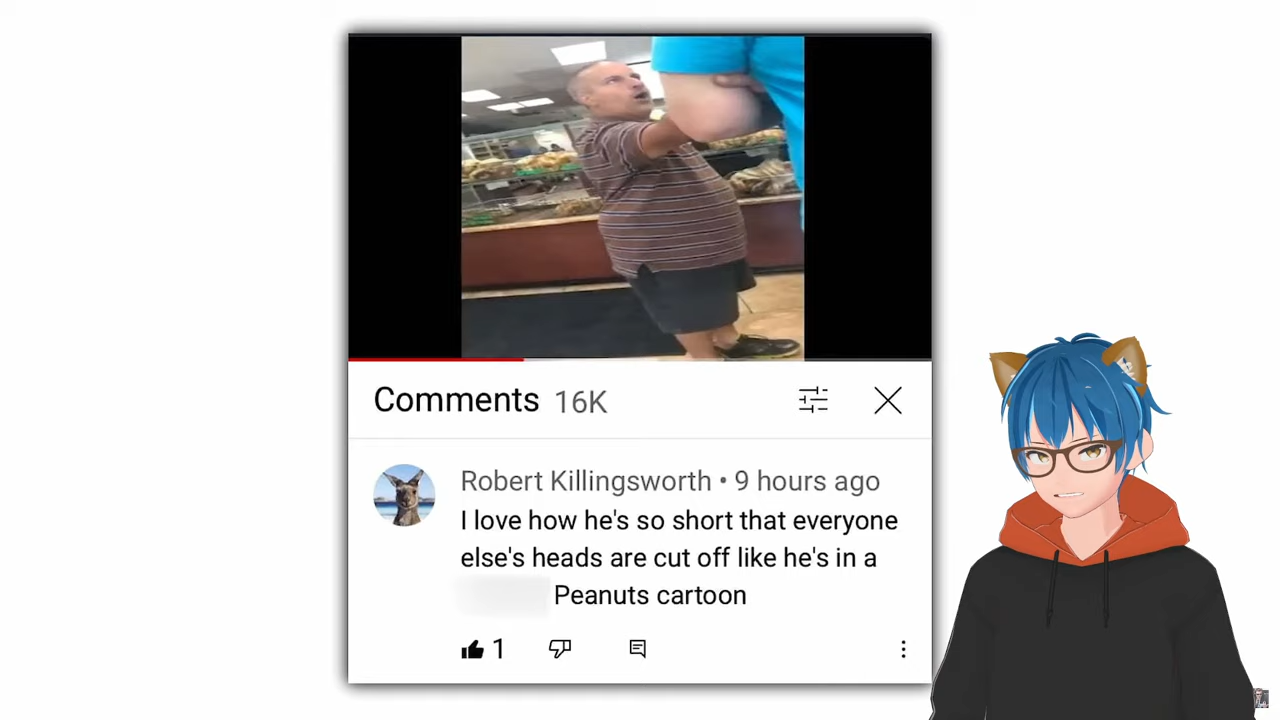 Comments 16K
Robert Killingsworth • 9 hours ago
I love how he's so short that everyone
else's heads are cut off like he's in a
Peanuts cartoon
1